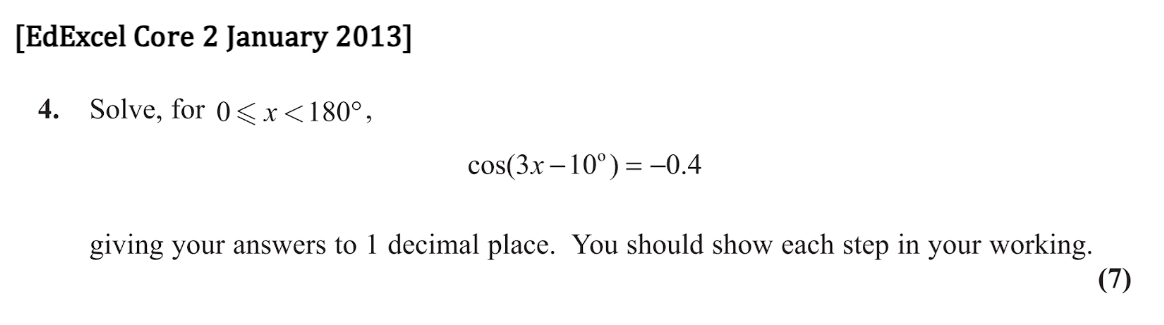 [EdExcel Core 2 January 2013]
4. Solve, for 0 ⩽ x < 180°,
cos(3x − 10°) = −0.4
giving your answers to 1 decimal place. You should show each step in your working.
(7)